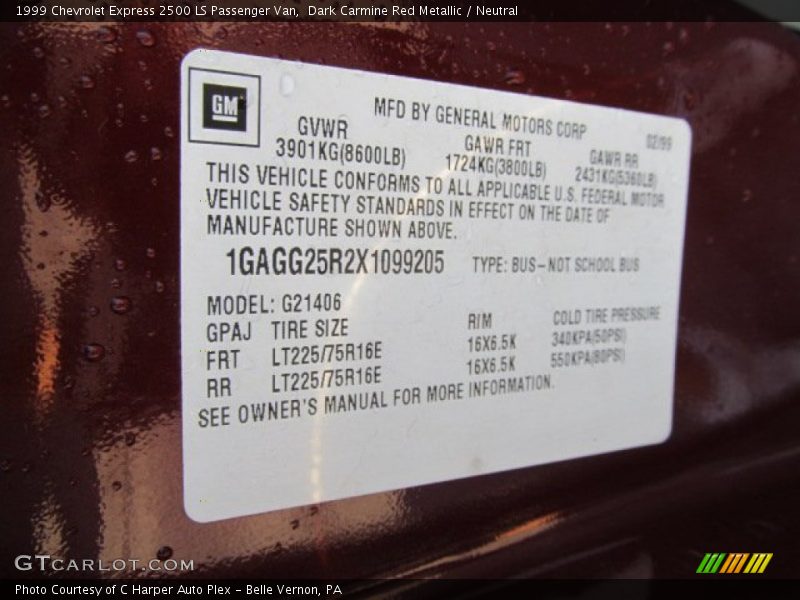 1999 Chevrolet Express 2500 LS Passenger Van, Dark Carmine Red Metallic / Neutral
GM
MFD BY GENERAL MOTORS CORP
02/99
GVWR
GAWR FRT
GAWR RR
3901KG(8600LB)
1724KG(3800LB)
2431KG(5360LB)
THIS VEHICLE CONFORMS TO ALL APPLICABLE U.S. FEDERAL MOTOR
VEHICLE SAFETY STANDARDS IN EFFECT ON THE DATE OF
MANUFACTURE SHOWN ABOVE.
1GAGG25R2X1099205 TYPE: BUS-NOT SCHOOL BUS
MODEL: G21406
GPAJ TIRE SIZE RIM COLD TIRE PRESSURE
FRT LT225/75R16E 16X6.5K 340KPA(50PSI)
RR LT225/75R16E 16X6.5K 550KPA(80PSI)
SEE OWNER'S MANUAL FOR MORE INFORMATION.
GTCARLOT.COM
Photo Courtesy of C Harper Auto Plex - Belle Vernon, PA